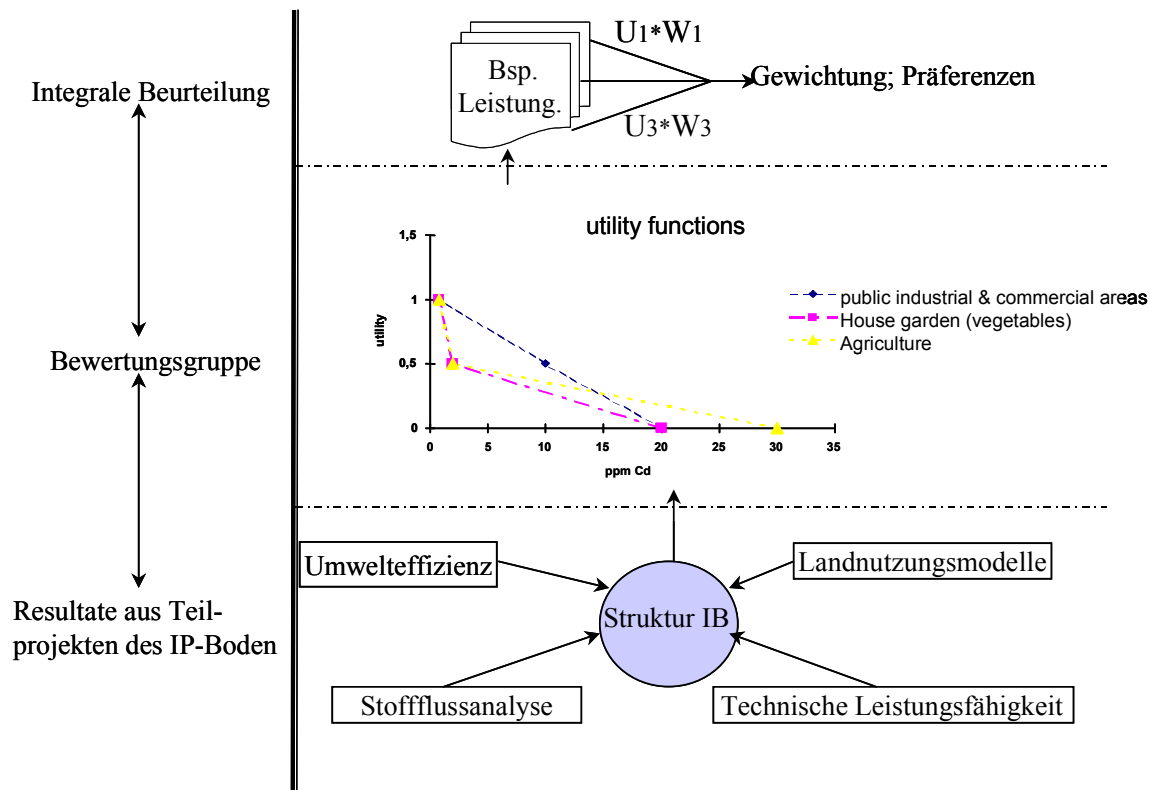 U1*W1
Bsp.
Leistung.
Gewichtung; Präferenzen
U3*W3
Integrale Beurteilung
utility functions
1,5
1
0,5
0
utility
0 5 10 15 20 25 30 35
ppm Cd
public industrial & commercial areas
House garden (vegetables)
Agriculture
Bewertungsgruppe
Umwelteffizienz
Landnutzungsmodelle
Struktur IB
Stoffflussanalyse
Technische Leistungsfähigkeit
Resultate aus Teil-
projekten des IP-Boden